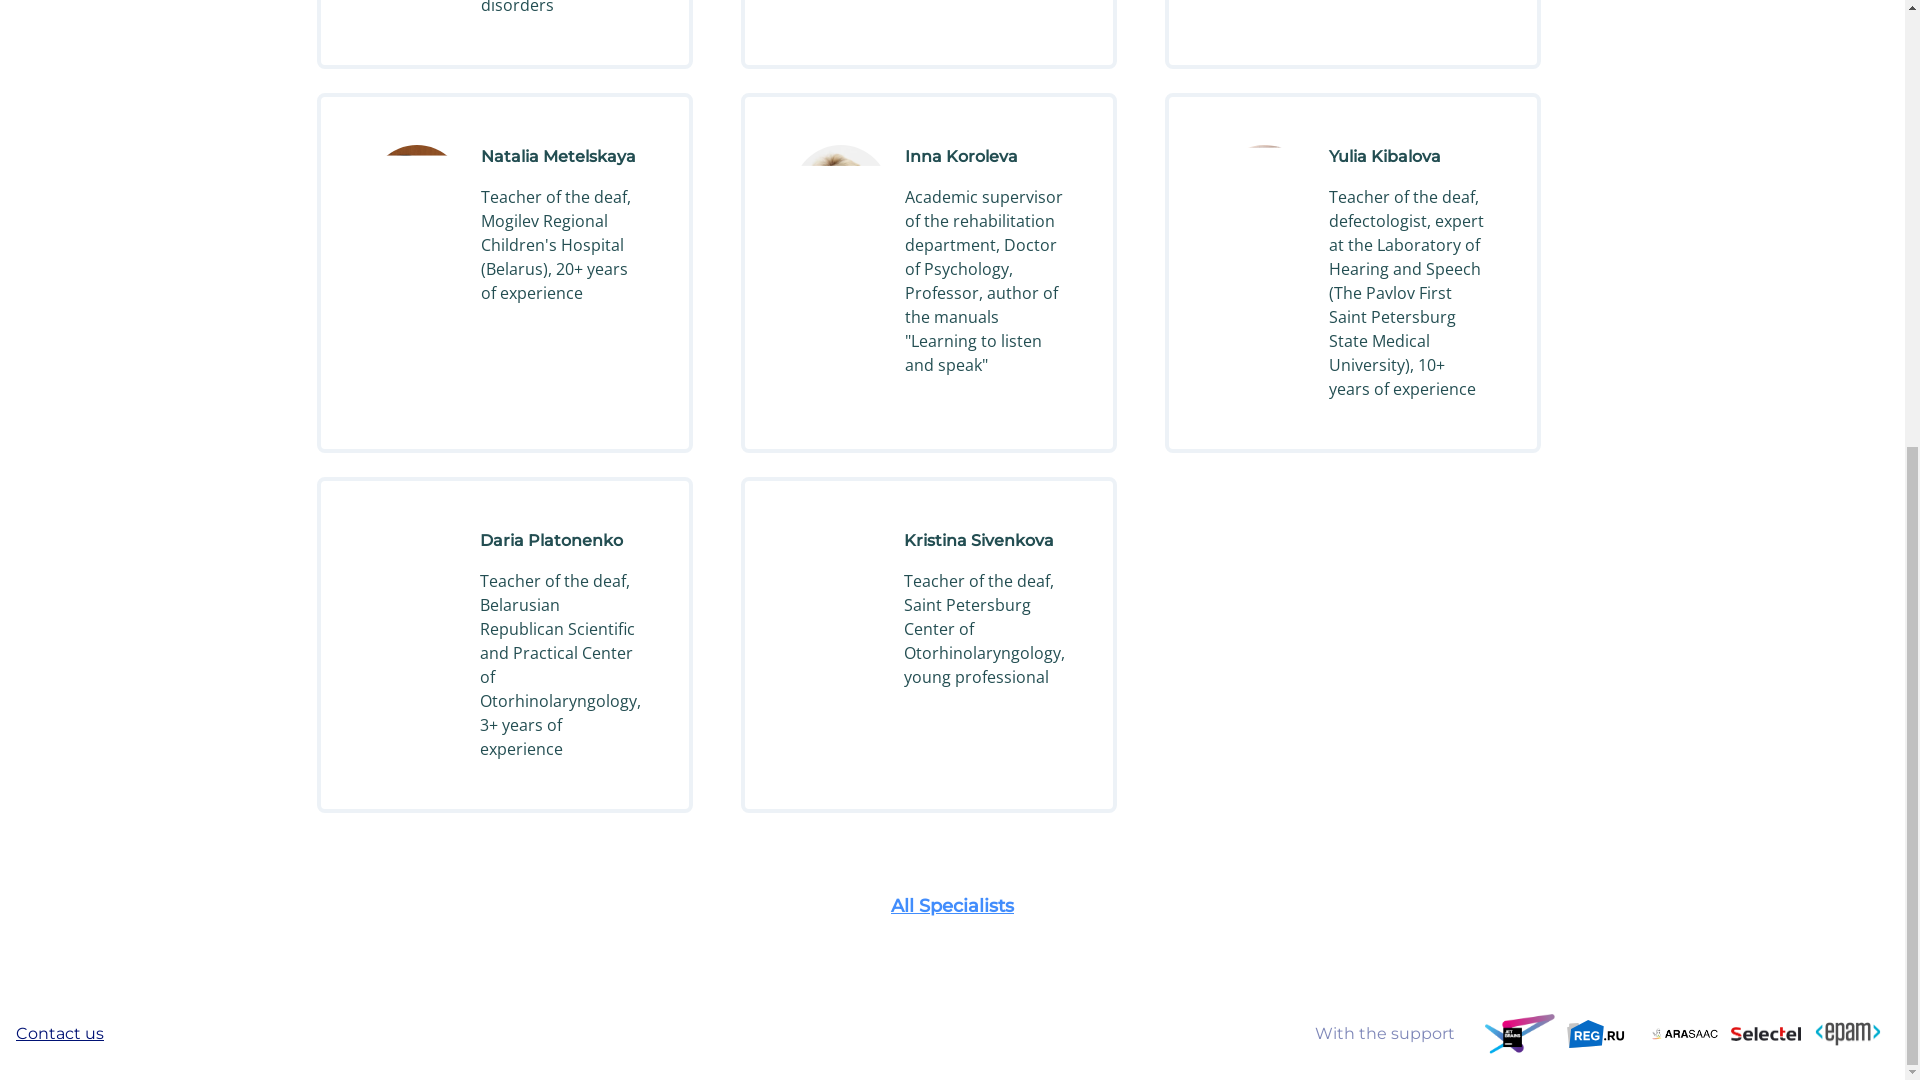 disorders
Natalia Metelskaya
Teacher of the deaf,
Mogilev Regional
Children's Hospital
(Belarus), 20+ years
of experience
Inna Koroleva
Academic supervisor
of the rehabilitation
department, Doctor
of Psychology,
Professor, author of
the manuals
"Learning to listen
and speak"
Yulia Kibalova
Teacher of the deaf,
defectologist, expert
at the Laboratory of
Hearing and Speech
(The Pavlov First
Saint Petersburg
State Medical
University), 10+
years of experience
Daria Platonenko
Teacher of the deaf,
Belarusian
Republican Scientific
and Practical Center
of
Otorhinolaryngology,
3+ years of
experience
Kristina Sivenkova
Teacher of the deaf,
Saint Petersburg
Center of
Otorhinolaryngology,
young professional
All Specialists
Contact us
With the support
JET
BRAINS
REG.RU
ARASAAC
Selectel
<epam>